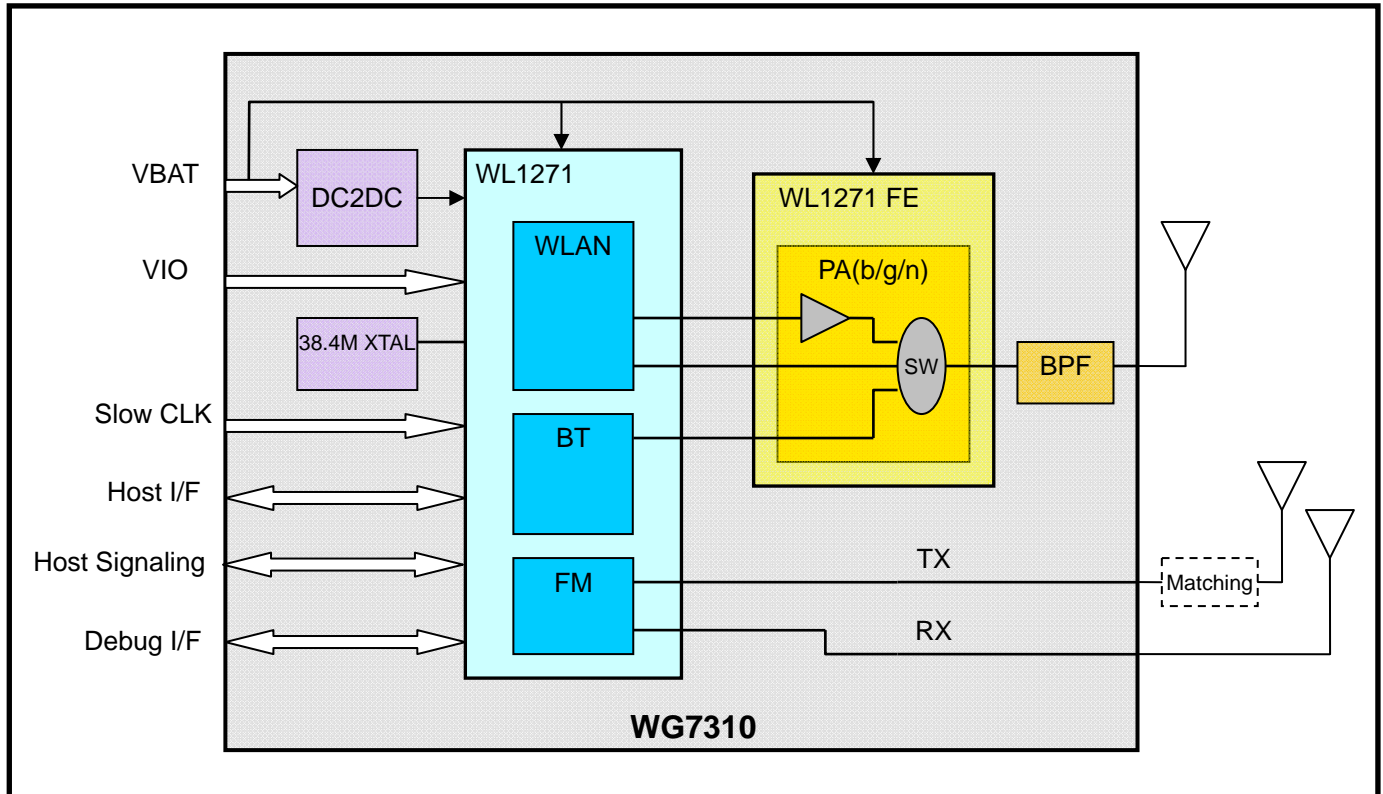 VBAT
DC2DC
WL1271
WL1271 FE
WLAN
PA(b/g/n)
VIO
38.4M XTAL
SW
BPF
Slow CLK
BT
Host I/F
Host Signaling
FM
TX
Matching
Debug I/F
RX
WG7310